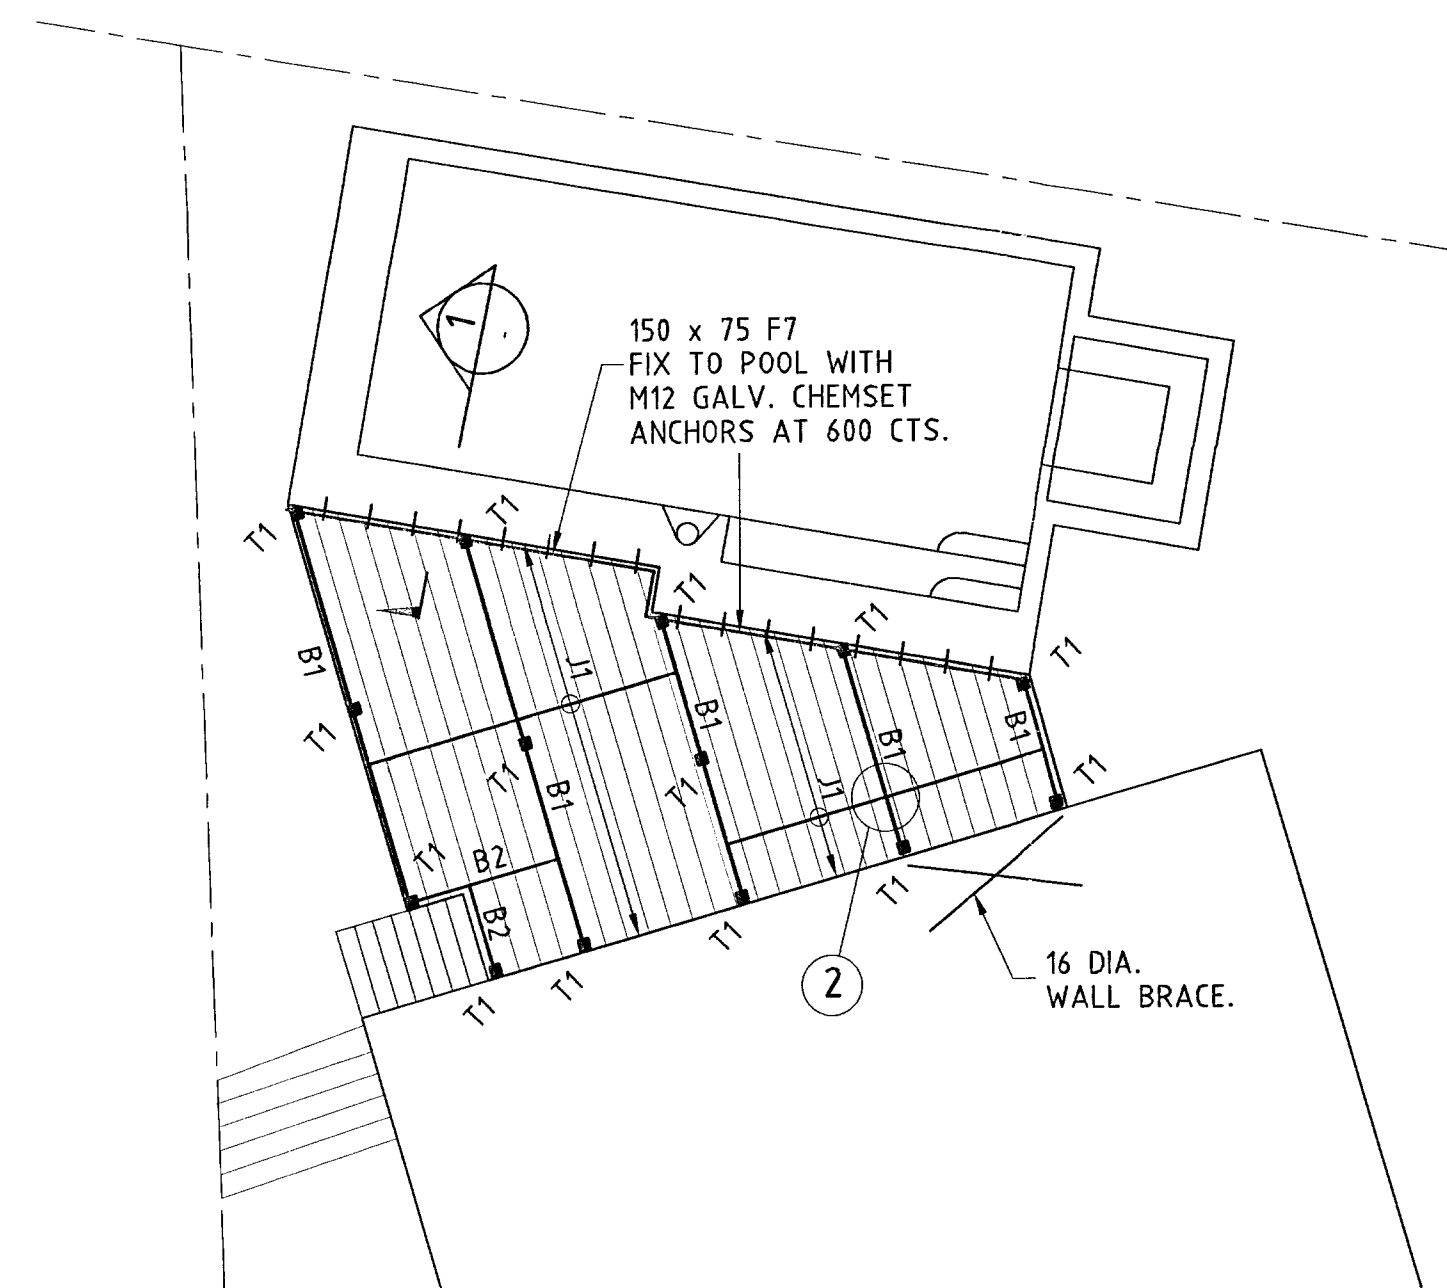 1
150 x 75 F7
FIX TO POOL WITH
M12 GALV. CHEMSET
ANCHORS AT 600 CTS.
T1
T1
T1
T1
T1
B1
J1
B1
B1
B1
T1
T1
T1
B1
J1
T1
T1
B2
B2
T1
T1
T1
T1
2
16 DIA.
WALL BRACE.